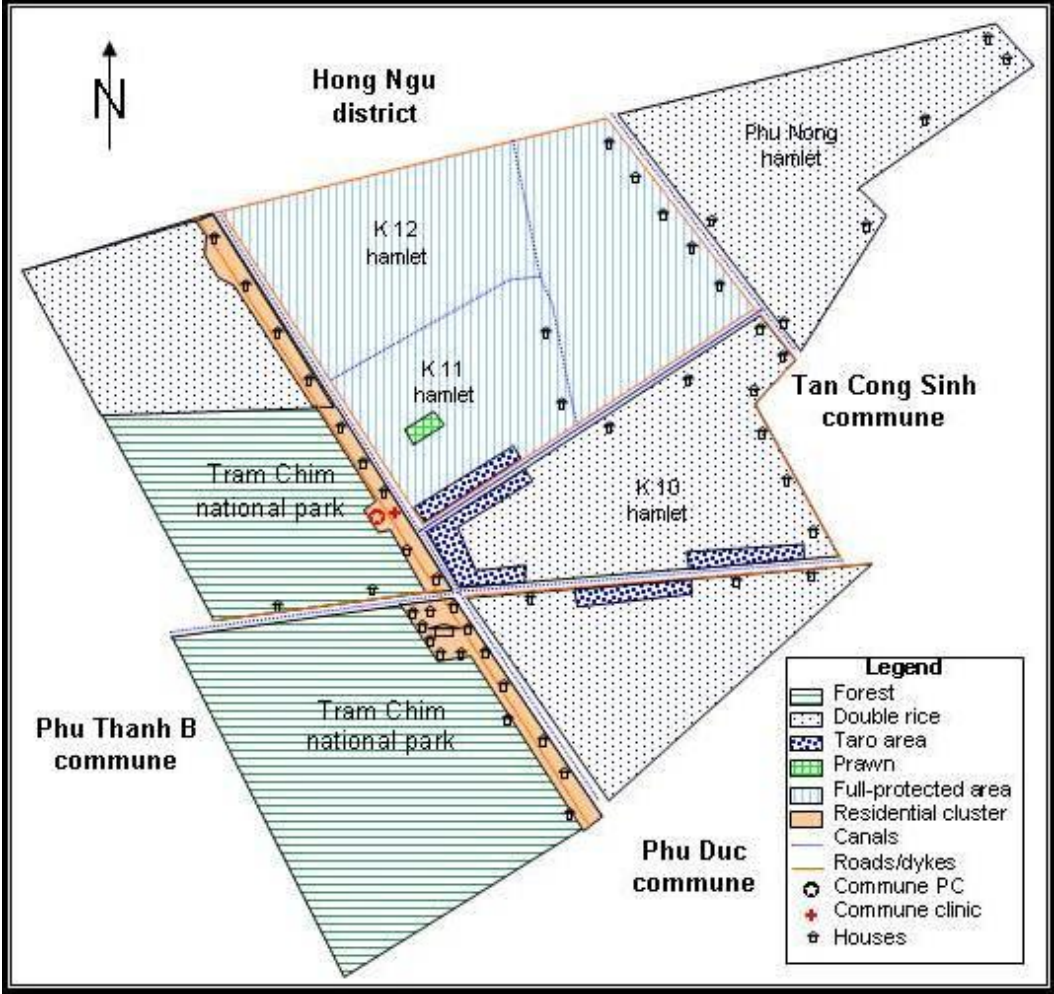 N
Hong Ngu
district
Phu Nong
hamlet
K 12
hamlet
K 11
hamlet
Tan Cong Sinh
commune
Tram Chim
national park
K 10
hamlet
Phu Thanh B
commune
Tram Chim
national park
Phu Duc
commune
Legend
Forest
Double rice
Taro area
Prawn
Full-protected area
Residential cluster
Canals
Roads/dykes
Commune PC
Commune clinic
Houses